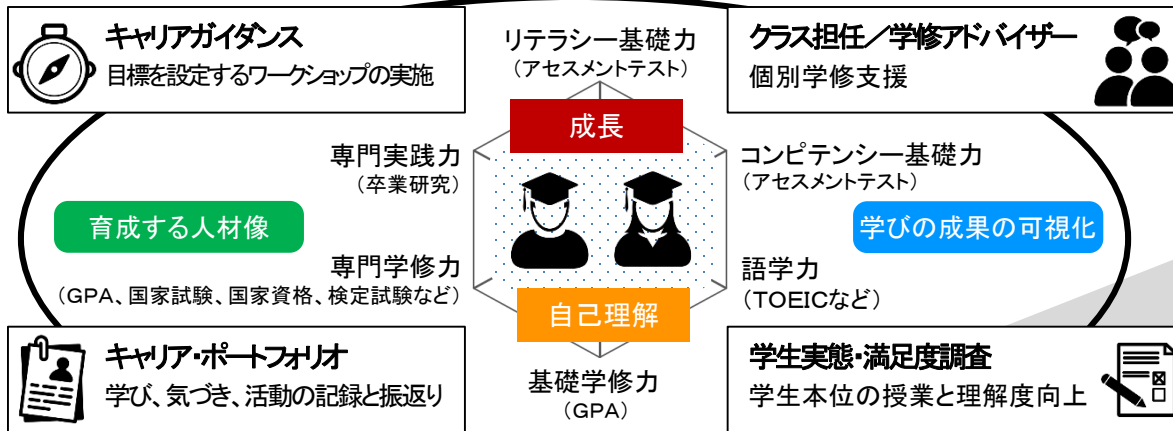 キャリアガイダンス
目標を設定するワークショップの実施
リテラシー基礎力
（アセスメントテスト）
クラス担任／学修アドバイザー
個別学修支援
成長
専門実践力
（卒業研究）
コンピテンシー基礎力
（アセスメントテスト）
育成する人材像
学びの成果の可視化
専門学修力
（GPA、国家試験、国家資格、検定試験など）
語学力
（TOEICなど）
自己理解
キャリア・ポートフォリオ
学び、気づき、活動の記録と振返り
基礎学修力
（GPA）
学生実態・満足度調査
学生本位の授業と理解度向上